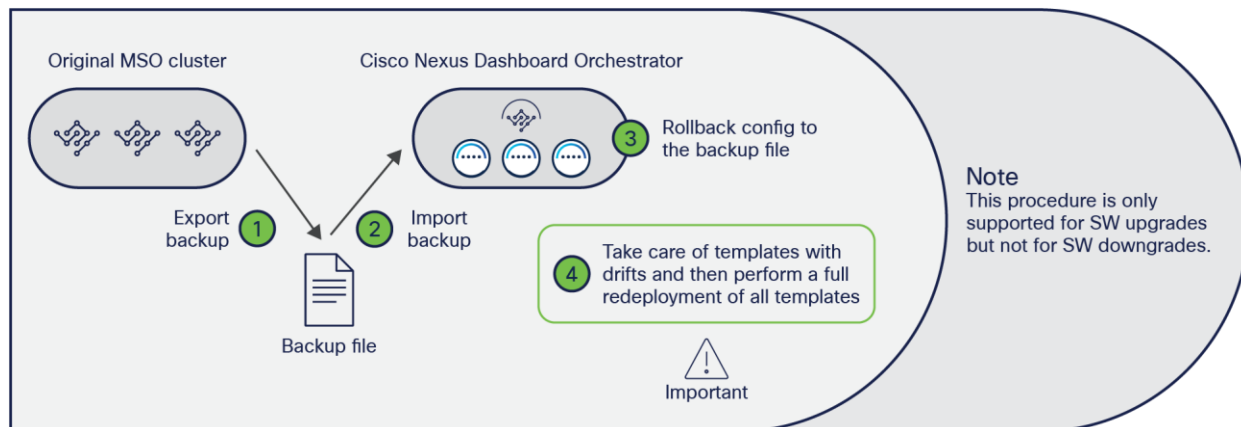 Original MSO cluster
Cisco Nexus Dashboard Orchestrator
3
Rollback config to
the backup file
Export
backup
1
2
Import
backup
Backup file
4
Take care of templates with
drifts and then perform a full
redeployment of all templates
Important
Note
This procedure is only
supported for SW upgrades
but not for SW downgrades.